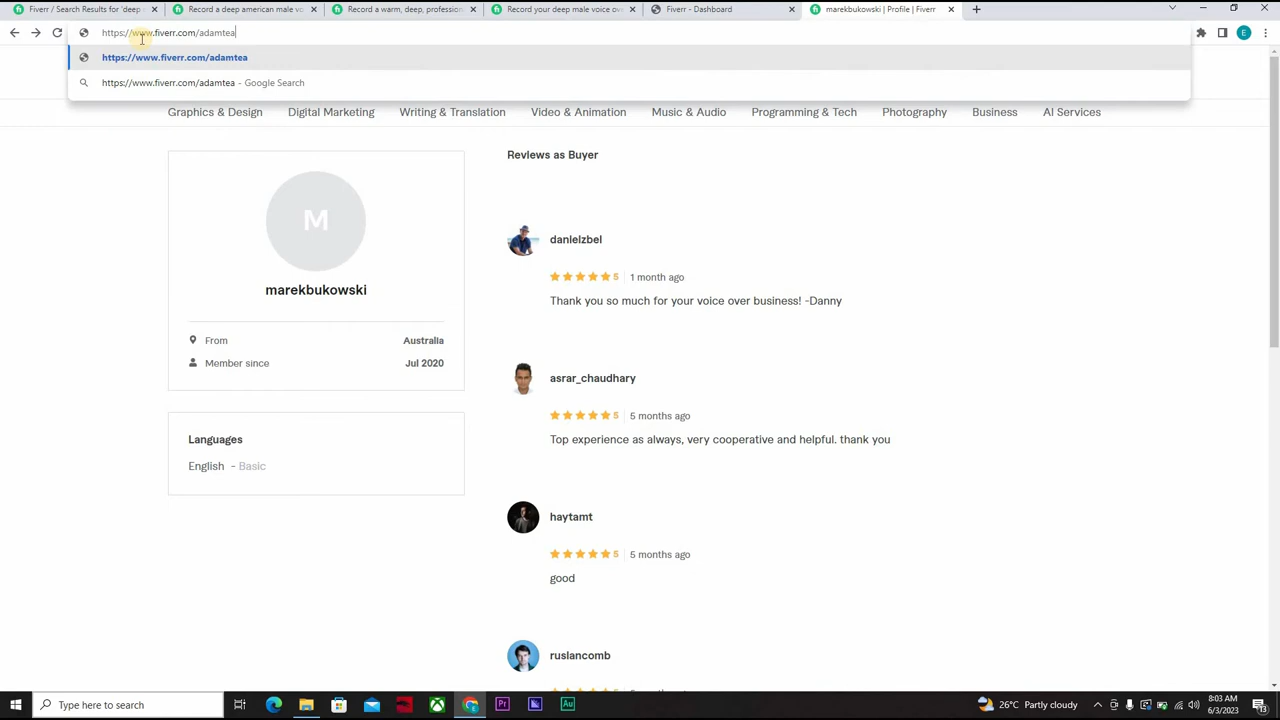 Fiverr / Search Results for 'deep
Record a deep american male vo
Record a warm, deep, profession
Record your deep male voice ove
Fiverr - Dashboard
marekbukowski | Profile | Fiverr
https://www.fiverr.com/adamtea
E
https://www.fiverr.com/adamtea
https://www.fiverr.com/adamtea - Google Search
Graphics & Design
Digital Marketing
Writing & Translation
Video & Animation
Music & Audio
Programming & Tech
Photography
Business
AI Services
M
marekbukowski
From
Australia
Member since
Jul 2020
Languages
English - Basic
Reviews as Buyer
danielzbel
5
1 month ago
Thank you so much for your voice over business! -Danny
asrar_chaudhary
5
5 months ago
Top experience as always, very cooperative and helpful. thank you
haytamt
5
5 months ago
good
ruslancomb
Type here to search
Pr
Au
26°C Partly cloudy
8:03 AM
6/3/2023